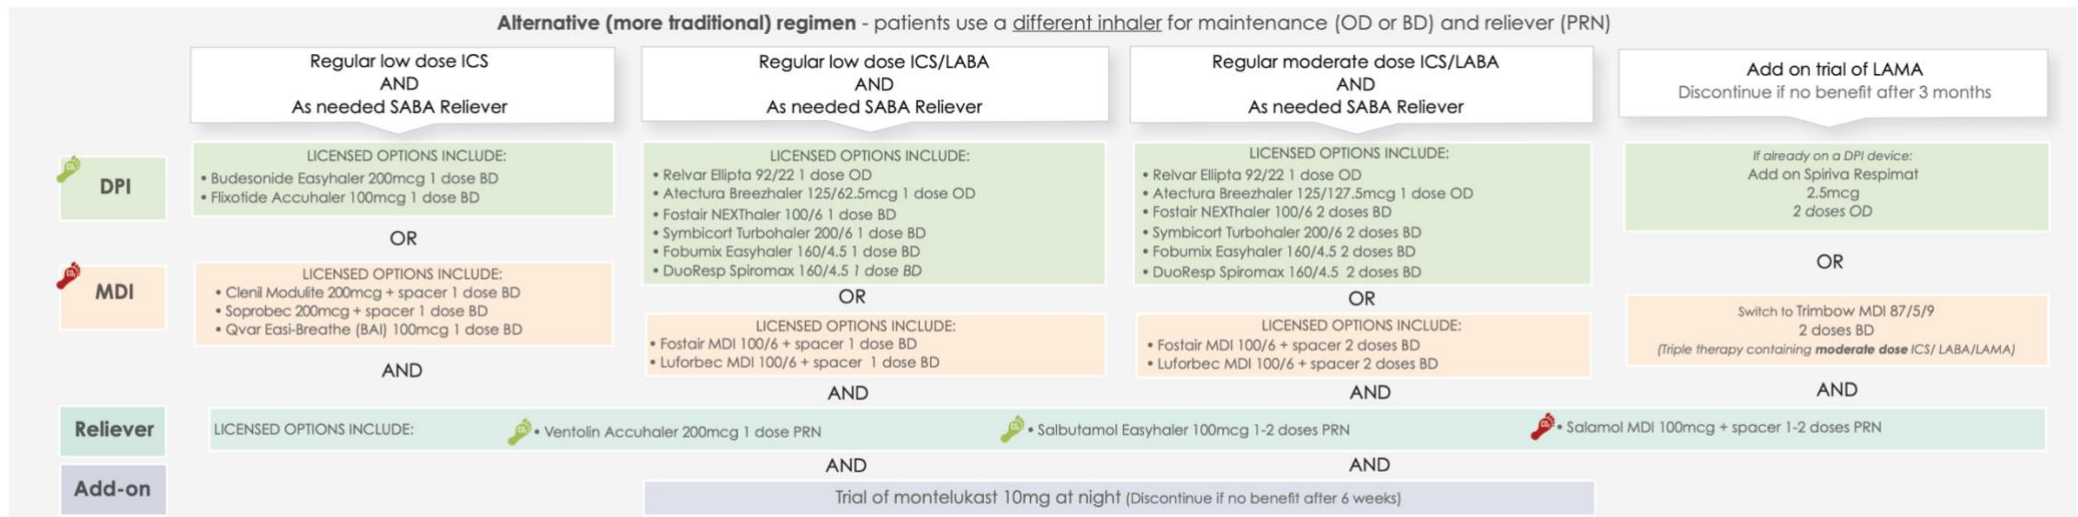 Alternative (more traditional) regimen - patients use a different inhaler for maintenance (OD or BD) and reliever (PRN)
Regular low dose ICS
AND
As needed SABA Reliever
Regular low dose ICS/LABA
AND
As needed SABA Reliever
Regular moderate dose ICS/LABA
AND
As needed SABA Reliever
Add on trial of LAMA
Discontinue if no benefit after 3 months
DPI
LICENSED OPTIONS INCLUDE:
• Budesonide Easyhaler 200mcg 1 dose BD
• Flixotide Accuhaler 100mcg 1 dose BD
LICENSED OPTIONS INCLUDE:
• Relvar Ellipta 92/22 1 dose OD
• Atectura Breezhaler 125/62.5mcg 1 dose OD
• Fostair NEXThaler 100/6 1 dose BD
• Symbicort Turbohaler 200/6 1 dose BD
• Fobumix Easyhaler 160/4.5 1 dose BD
• DuoResp Spiromax 160/4.5 1 dose BD
LICENSED OPTIONS INCLUDE:
• Relvar Ellipta 92/22 1 dose OD
• Atectura Breezhaler 125/127.5mcg 1 dose OD
• Fostair NEXThaler 100/6 2 doses BD
• Symbicort Turbohaler 200/6 2 doses BD
• Fobumix Easyhaler 160/4.5 2 doses BD
• DuoResp Spiromax 160/4.5 2 doses BD
If already on a DPI device:
Add on Spiriva Respimat
2.5mcg
2 doses OD
OR
OR
OR
OR
MDI
LICENSED OPTIONS INCLUDE:
• Clenil Modulite 200mcg + spacer 1 dose BD
• Soprobec 200mcg + spacer 1 dose BD
• Qvar Easi-Breathe (BAI) 100mcg 1 dose BD
LICENSED OPTIONS INCLUDE:
• Fostair MDI 100/6 + spacer 1 dose BD
• Luforbec MDI 100/6 + spacer 1 dose BD
LICENSED OPTIONS INCLUDE:
• Fostair MDI 100/6 + spacer 2 doses BD
• Luforbec MDI 100/6 + spacer 2 doses BD
Switch to Trimbow MDI 87/5/9
2 doses BD
(Triple therapy containing moderate dose ICS/ LABA/LAMA)
AND
AND
AND
AND
Reliever
LICENSED OPTIONS INCLUDE:
• Ventolin Accuhaler 200mcg 1 dose PRN
• Salbutamol Easyhaler 100mcg 1-2 doses PRN
• Salamol MDI 100mcg + spacer 1-2 doses PRN
AND
AND
Add-on
Trial of montelukast 10mg at night (Discontinue if no benefit after 6 weeks)